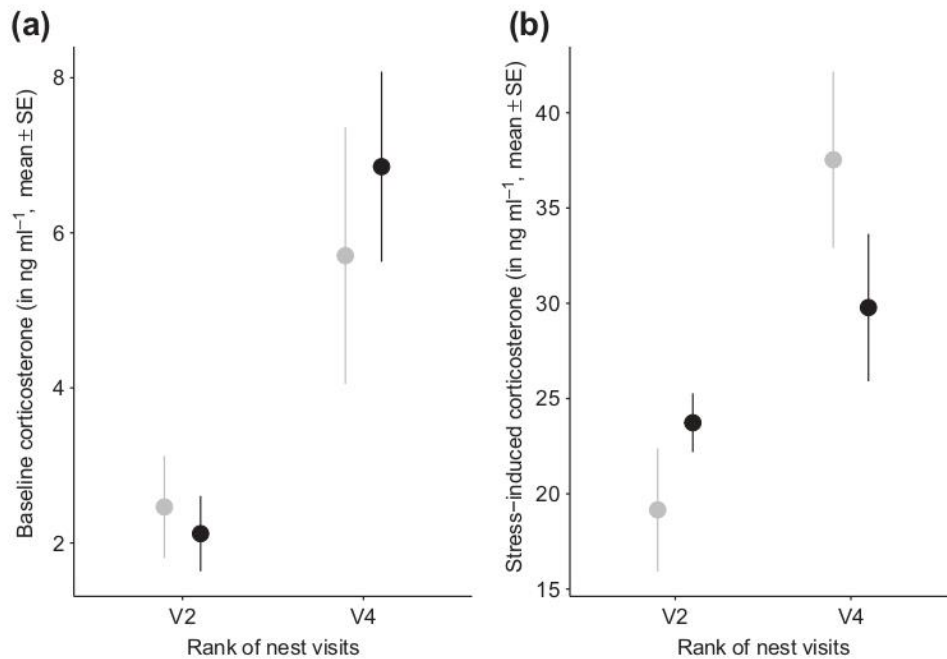 (a)
Baseline corticosterone (in ng ml⁻¹, mean ± SE)
8
6
4
2
V2 V4
Rank of nest visits
(b)
Stress−induced corticosterone (in ng ml⁻¹, mean ± SE)
40
35
30
25
20
15
V2 V4
Rank of nest visits